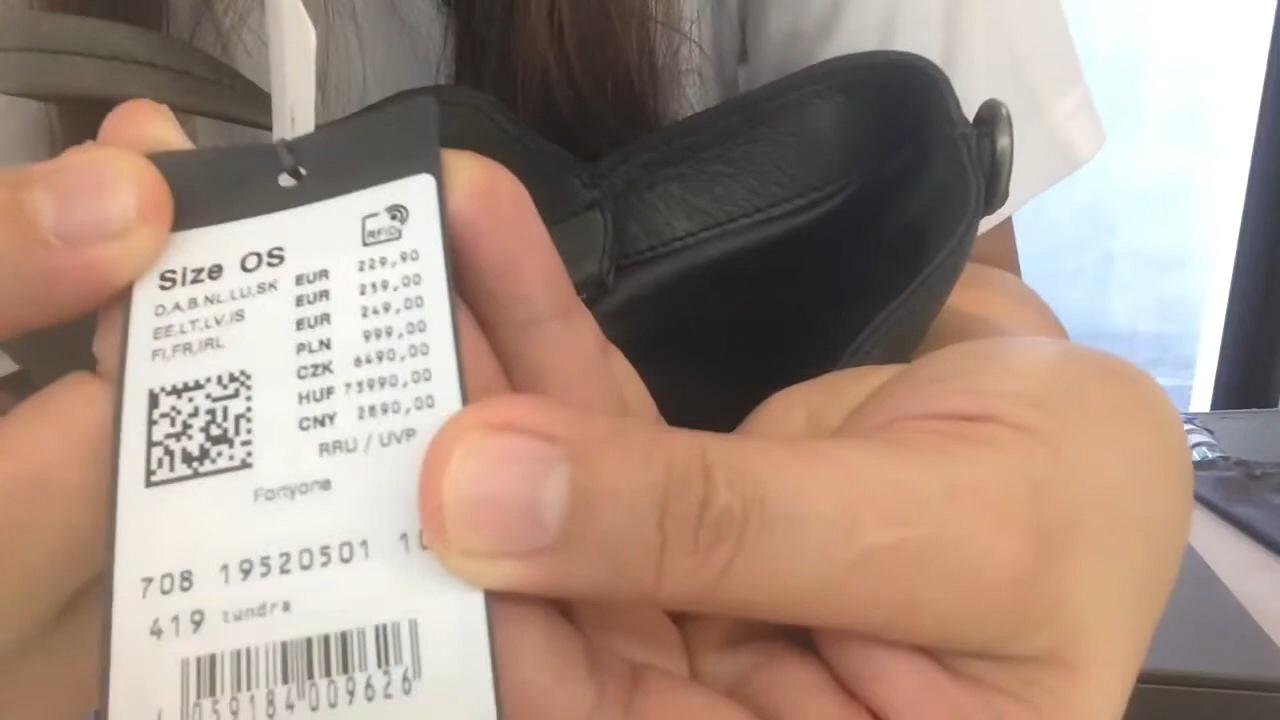 RFID
Size OS
D,A,B,NL,LU,SK EUR 229,90
EE,LT,LV,IS EUR 239,00
FI,FR,IRL EUR 249,00
PLN 999,00
CZK 6490,00
HUF 73990,00
CNY 2890,00
RRU / UVP
Fonyona
708 19520501
419 tundra
059184 009626